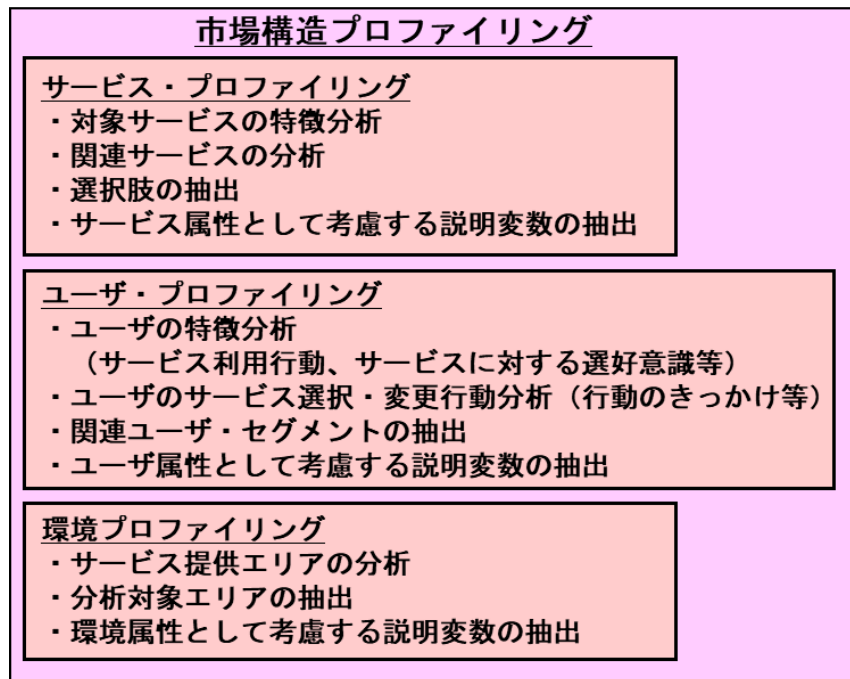 市場構造プロファイリング
サービス・プロファイリング
・対象サービスの特徴分析
・関連サービスの分析
・選択肢の抽出
・サービス属性として考慮する説明変数の抽出
ユーザ・プロファイリング
・ユーザの特徴分析
（サービス利用行動、サービスに対する選好意識等）
・ユーザのサービス選択・変更行動分析（行動のきっかけ等）
・関連ユーザ・セグメントの抽出
・ユーザ属性として考慮する説明変数の抽出
環境プロファイリング
・サービス提供エリアの分析
・分析対象エリアの抽出
・環境属性として考慮する説明変数の抽出